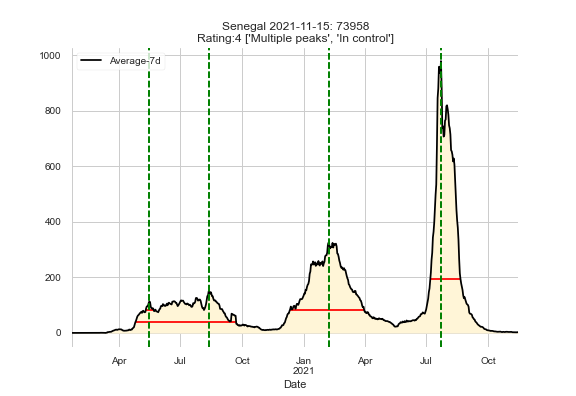 Senegal 2021-11-15: 73958
Rating:4 ['Multiple peaks', 'In control']
Average-7d
1000
800
600
400
200
0
Apr Jul Oct Jan Apr Jul Oct
2021
Date